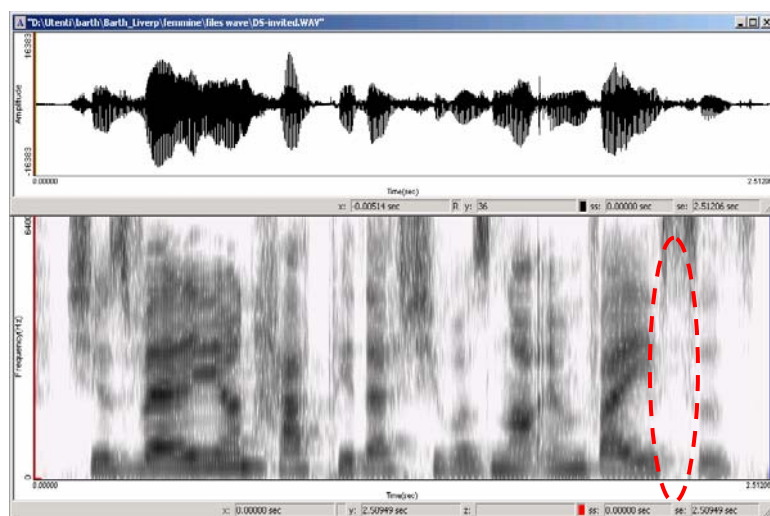 "D:\Utenti\barth\Barth_Liverp\femmine\files wave\DS-invited.WAV"
16383
Amplitude
-16383
0.00000
2.51206
Time(sec)
x: -0.00514 sec R y: 36 ss: 0.00000 sec se: 2.51206 sec
6400
Frequency(Hz)
0
0.00000
2.51206
Time(sec)
x: 0.00000 sec y: 2.50949 sec z: ss: 0.00000 sec se: 2.50949 sec